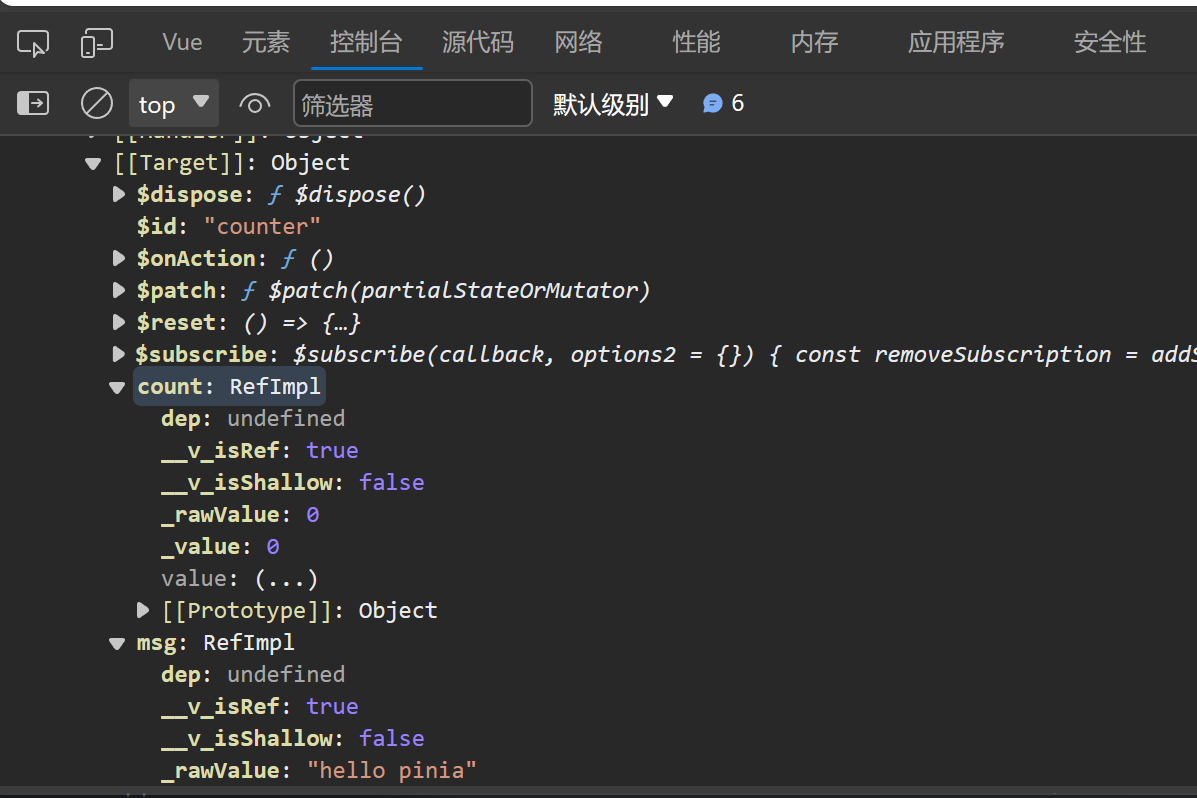 Vue 元素 控制台 源代码 网络 性能 内存 应用程序 安全性
top 筛选器 默认级别 6
[[Handler]]: Object
[[Target]]: Object
$dispose: ƒ $dispose()
$id: "counter"
$onAction: ƒ ()
$patch: ƒ $patch(partialStateOrMutator)
$reset: () => {…}
$subscribe: $subscribe(callback, options2 = {}) { const removeSubscription = addS
count: RefImpl
dep: undefined
__v_isRef: true
__v_isShallow: false
_rawValue: 0
_value: 0
value: (...)
[[Prototype]]: Object
msg: RefImpl
dep: undefined
__v_isRef: true
__v_isShallow: false
_rawValue: "hello pinia"